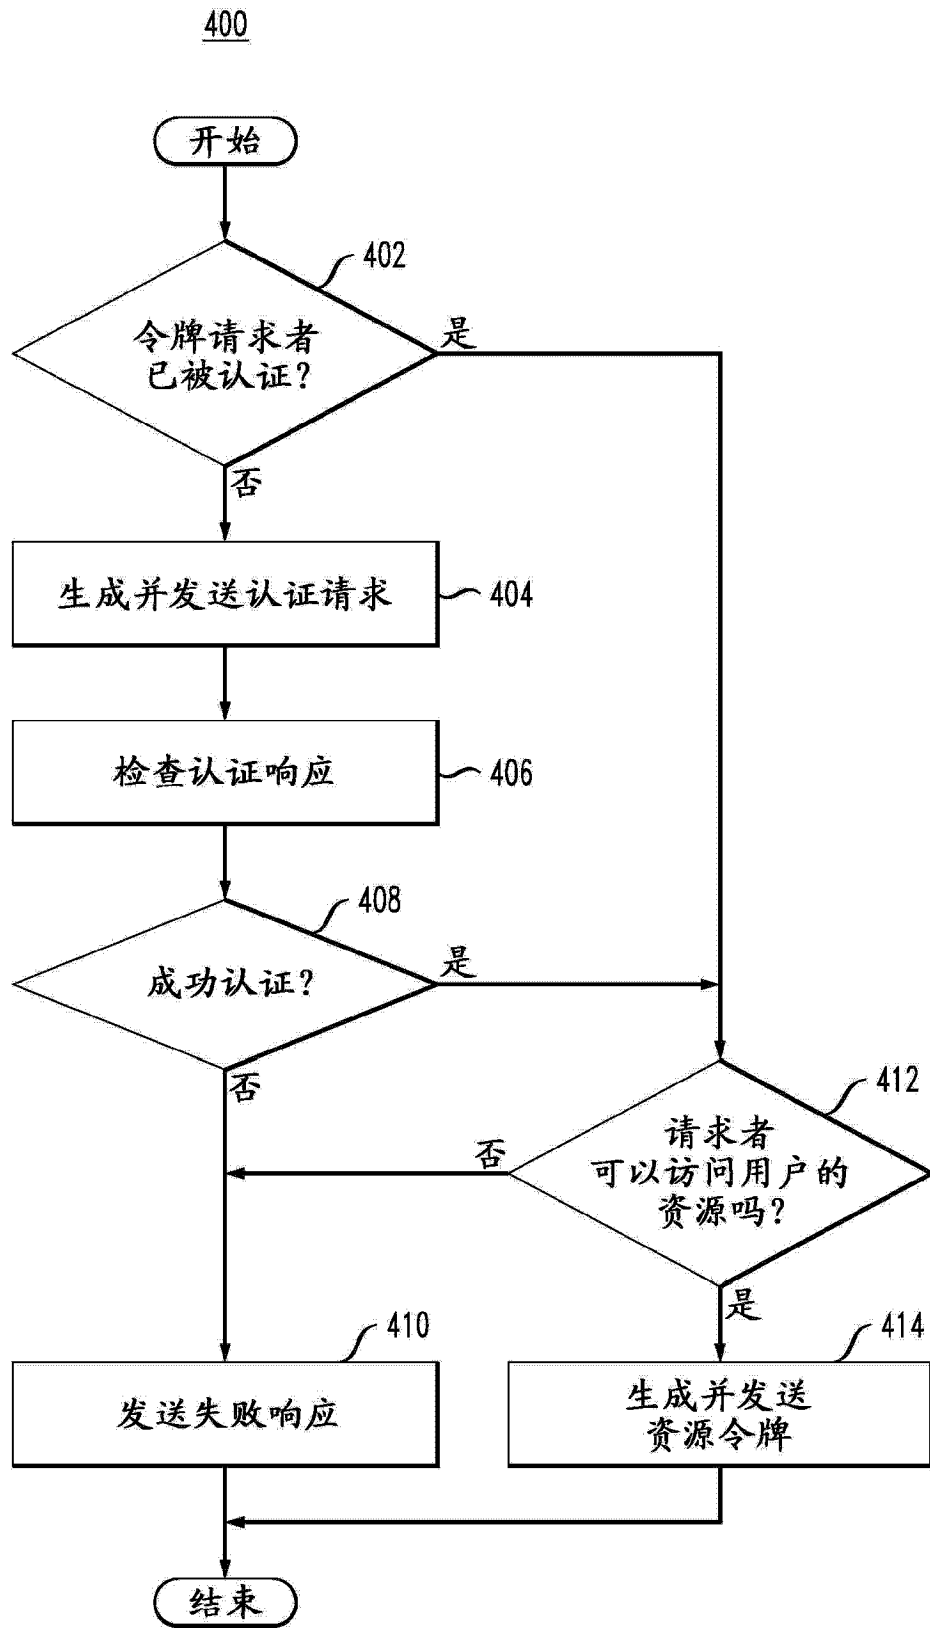 400
开始
402
令牌请求者
已被认证?
是
否
生成并发送认证请求
404
检查认证响应
406
408
成功认证?
是
否
412
请求者
可以访问用户的
资源吗?
否
是
410
发送失败响应
414
生成并发送
资源令牌
结束